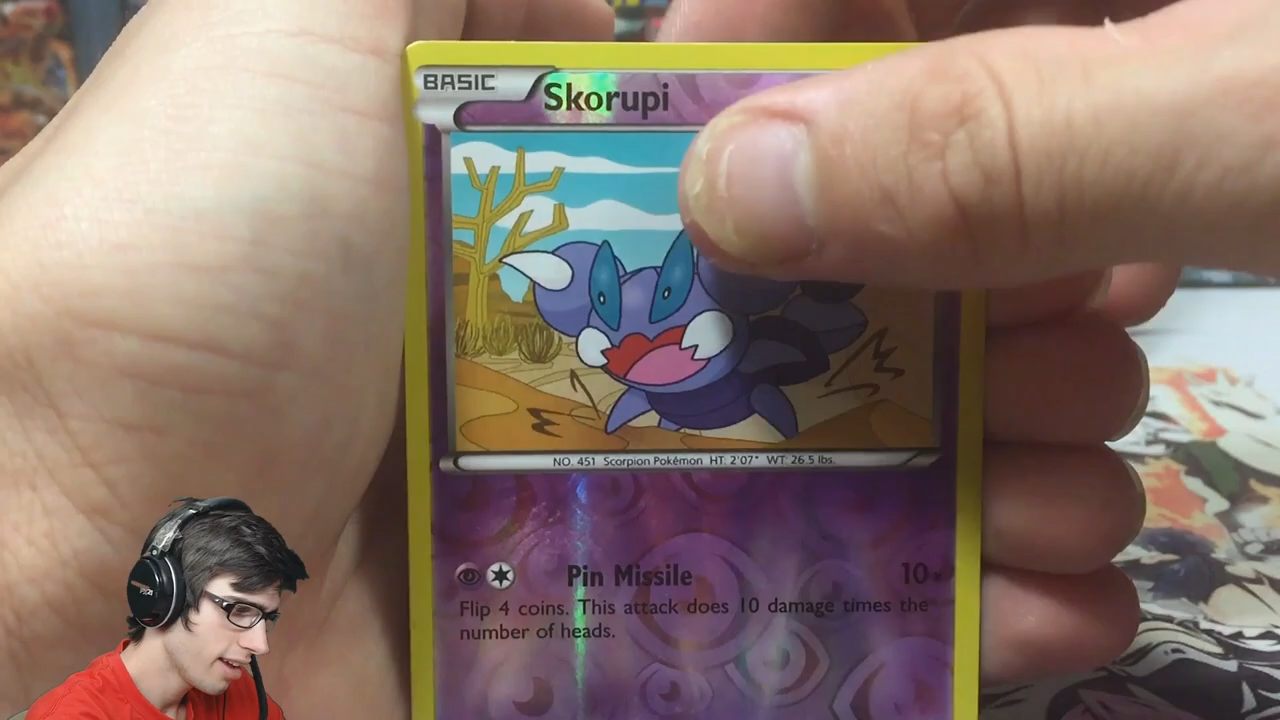 BASIC
Skorupi
NO. 451 Scorpion Pokémon HT: 2'07" WT: 26.5 lbs.
Pin Missile 10×
Flip 4 coins. This attack does 10 damage times the
number of heads.